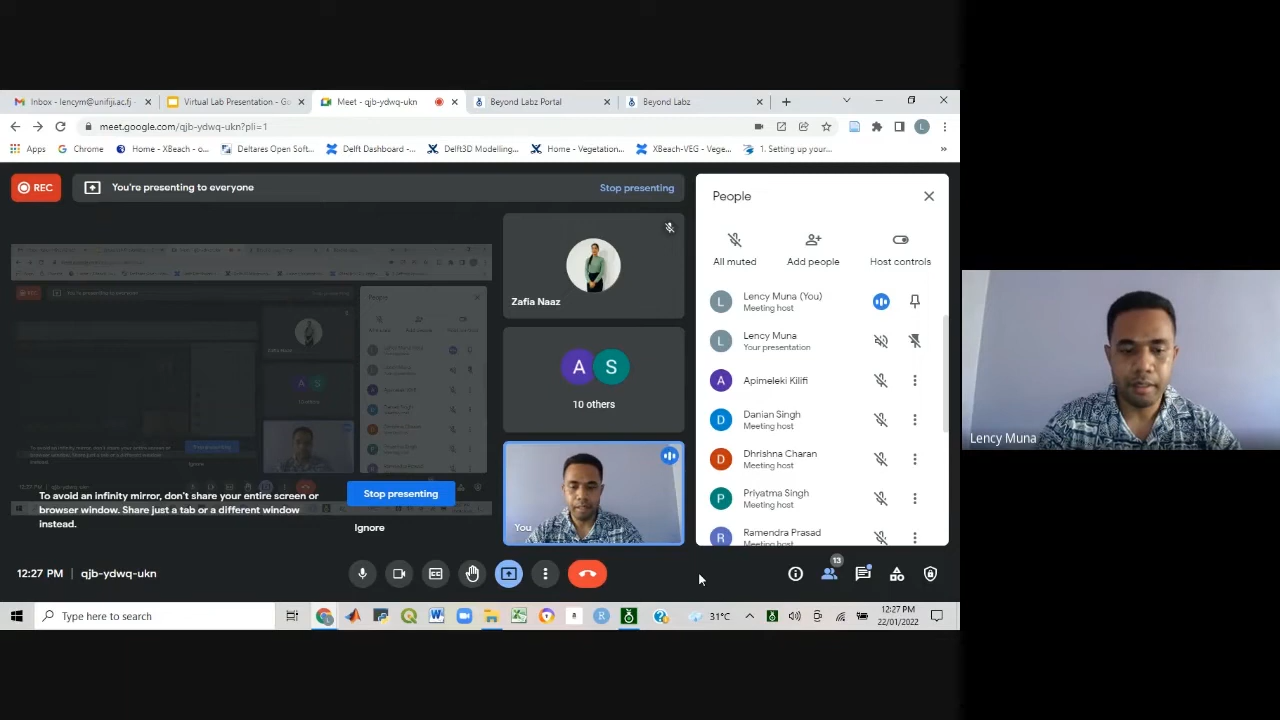 Inbox - lencym@unifiji.ac.fj -
Virtual Lab Presentation - Go
Meet - qjb-ydwq-ukn
Beyond Labz Portal
Beyond Labz
meet.google.com/qjb-ydwq-ukn?pli=1
Apps
Chrome
Home - XBeach - o...
Deltares Open Soft...
Delft Dashboard -...
Delft3D Modelling...
Home - Vegetation...
XBeach-VEG - Vege...
1. Setting up your...
REC
You're presenting to everyone
Stop presenting
People
All muted
Add people
Host controls
Zafia Naaz
A S
10 others
You
L Lency Muna (You)
Meeting host
L Lency Muna
Your presentation
A Apimeleki Kilifi
D Danian Singh
Meeting host
D Dhrishna Charan
Meeting host
P Priyatma Singh
Meeting host
R Ramendra Prasad
Meeting host
To avoid an infinity mirror, don't share your entire screen or
browser window. Share just a tab or a different window
instead.
Stop presenting
Ignore
12:27 PM
qjb-ydwq-ukn
13
Type here to search
31°C
12:27 PM
22/01/2022
Lency Muna